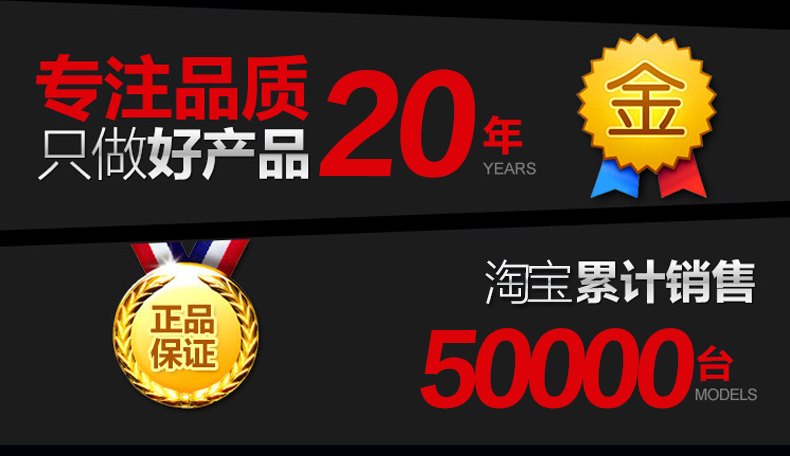 专注品质
只做好产品
20年
YEARS
金
正品
保证
淘宝累计销售
50000台
MODELS